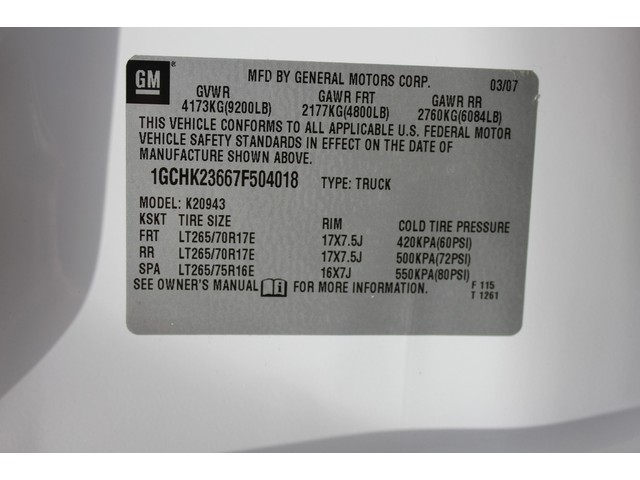 GM
MFD BY GENERAL MOTORS CORP. 03/07
GVWR GAWR FRT GAWR RR
4173KG(9200LB) 2177KG(4800LB) 2760KG(6084LB)
THIS VEHICLE CONFORMS TO ALL APPLICABLE U.S. FEDERAL MOTOR
VEHICLE SAFETY STANDARDS IN EFFECT ON THE DATE OF
MANUFACTURE SHOWN ABOVE.
1GCHK23667F504018 TYPE: TRUCK
MODEL: K20943
KSKT TIRE SIZE RIM COLD TIRE PRESSURE
FRT LT265/70R17E 17X7.5J 420KPA(60PSI)
RR LT265/70R17E 17X7.5J 500KPA(72PSI)
SPA LT265/75R16E 16X7J 550KPA(80PSI)
SEE OWNER'S MANUAL FOR MORE INFORMATION. F 115
T 1261